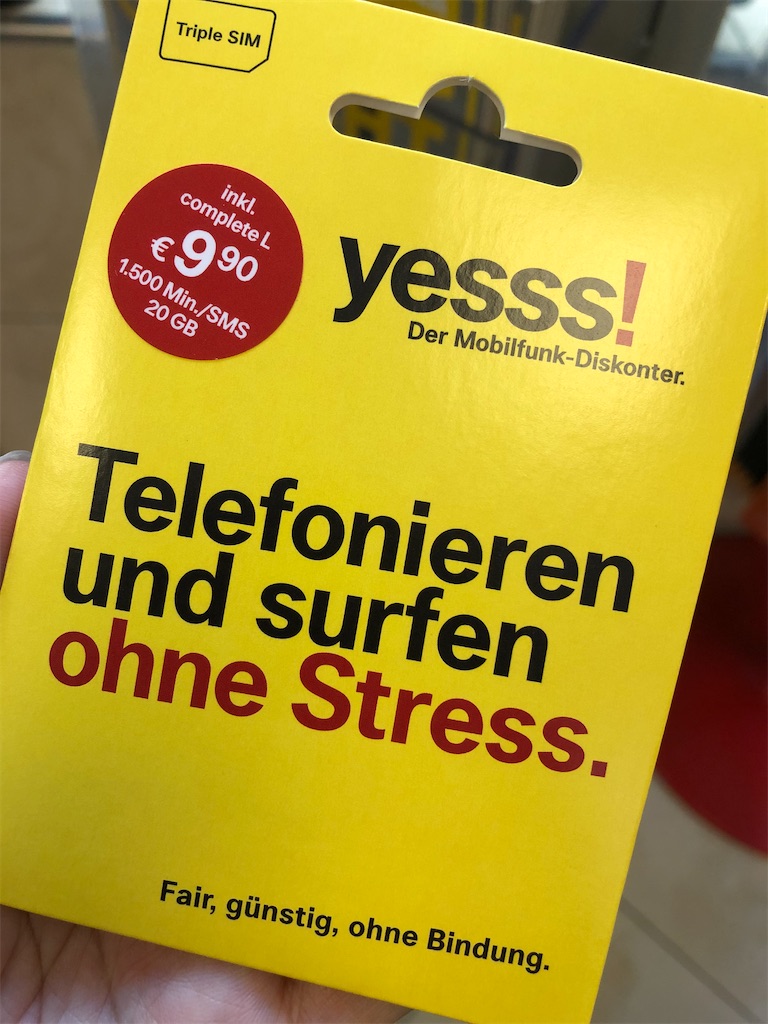 Triple SIM
inkl.
complete L
€ 9 90
1.500 Min./SMS
20 GB
yesss!
Der Mobilfunk-Diskonter.
Telefonieren
und surfen
ohne Stress.
Fair, günstig, ohne Bindung.